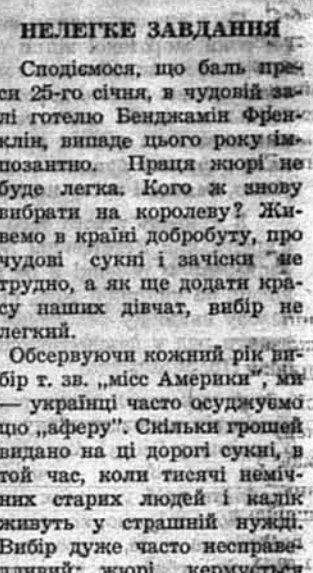 НЕЛЕГКЕ ЗАВДАННЯ
Сподіємося, що баль пре-
си 25-го січня, в чудовій за-
лі готелю Бенджамін Френ-
клін, випаде цього року ім-
позантно. Праця жюрі не
буде легка. Кого ж знову
вибрати на королеву? Жи-
вемо в країні добробуту, про
чудові сукні і зачіски не
трудно, а як ще додати кра-
су наших дівчат, вибір не
легкий.
Обсервуючи кожний рік ви-
бір т. зв. „місс Америки", ми
— українці часто осуджуємо
цю „аферу". Скільки грошей
видано на ці дорогі сукні, в
той час, коли тисячі неміч-
них старих людей і калік
живуть у страшній нужді.
Вибір дуже часто несправе-
дливий: жюрі кермується